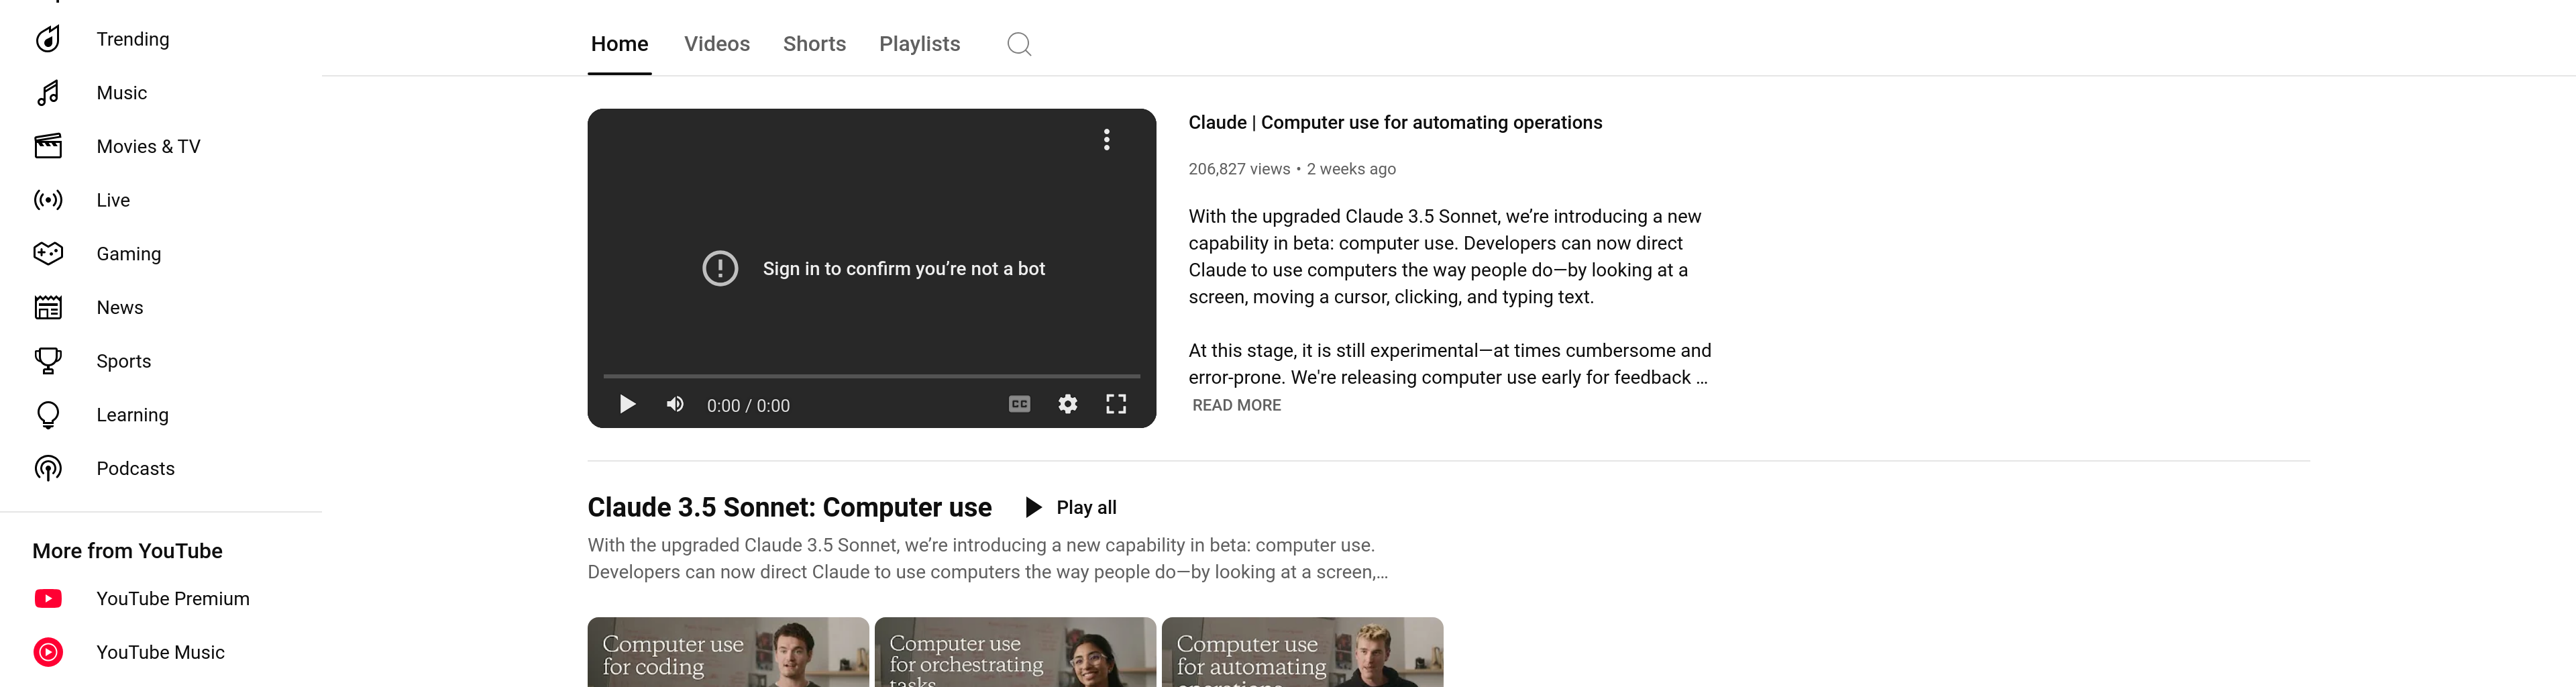 Trending
Music
Movies & TV
Live
Gaming
News
Sports
Learning
Podcasts
More from YouTube
YouTube Premium
YouTube Music
Home
Videos
Shorts
Playlists
Sign in to confirm you’re not a bot
0:00 / 0:00
CC
Claude | Computer use for automating operations
206,827 views • 2 weeks ago
With the upgraded Claude 3.5 Sonnet, we’re introducing a new
capability in beta: computer use. Developers can now direct
Claude to use computers the way people do—by looking at a
screen, moving a cursor, clicking, and typing text.
At this stage, it is still experimental—at times cumbersome and
error-prone. We're releasing computer use early for feedback ...
READ MORE
Claude 3.5 Sonnet: Computer use
Play all
With the upgraded Claude 3.5 Sonnet, we’re introducing a new capability in beta: computer use.
Developers can now direct Claude to use computers the way people do—by looking at a screen,...
Computer use
for coding
Computer use
for orchestrating
tasks
Computer use
for automating
operations